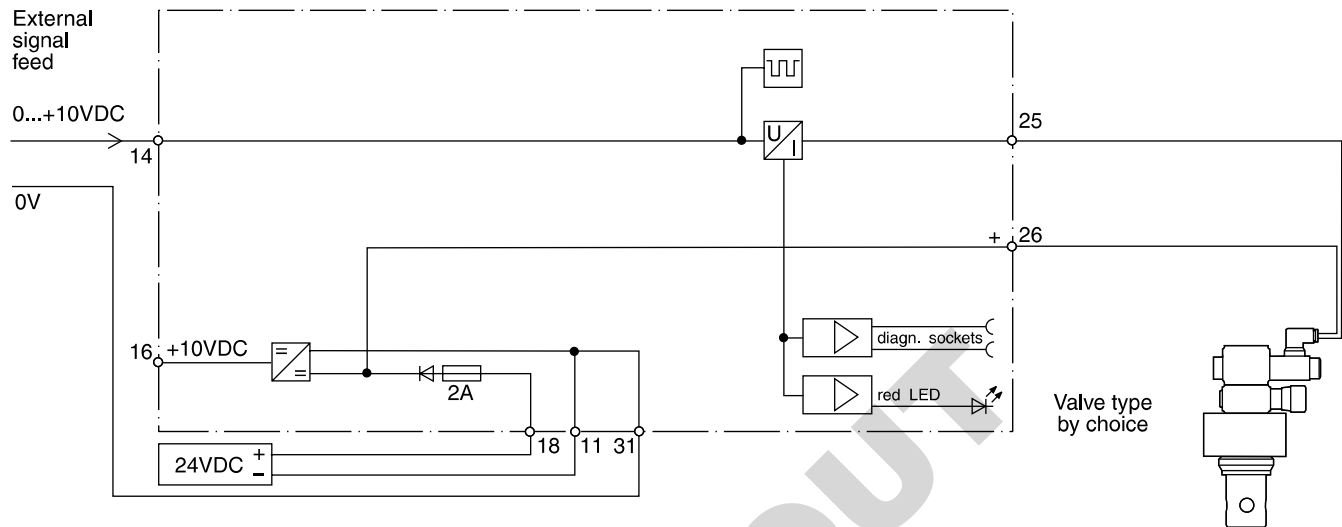 External
signal
feed
0...+10VDC
14
0V
U
I
25
+
26
16
+10VDC
=
=
2A
diagn. sockets
red LED
18
11
31
24VDC
+
–
Valve type
by choice
OUT